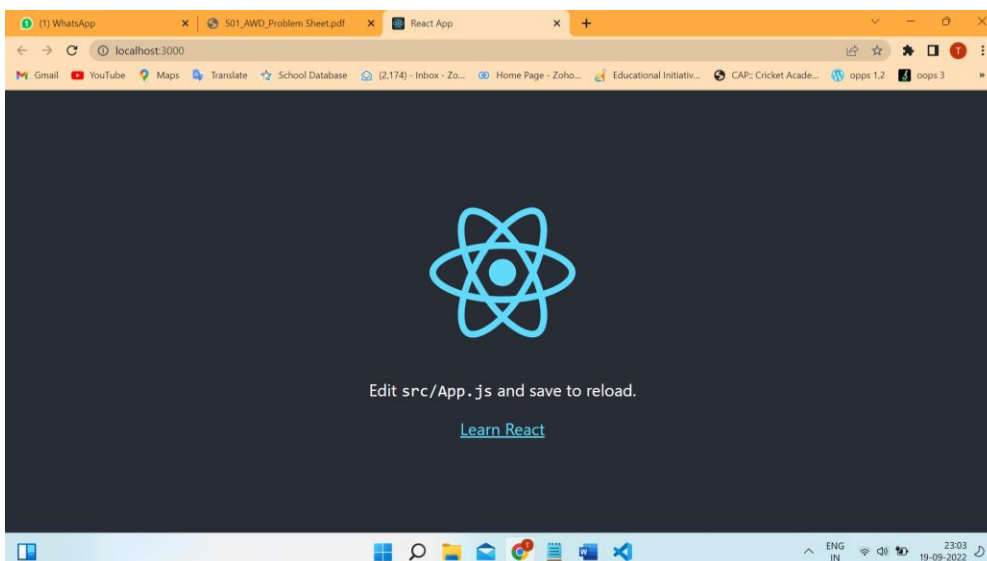 (1) WhatsApp
501_AWD_Problem Sheet.pdf
React App
localhost:3000
T
Gmail
YouTube
Maps
Translate
School Database
(2,174) - Inbox - Zo...
Home Page - Zoho...
Educational Initiativ...
CAP:: Cricket Acade...
opps 1,2
oops 3
»
Edit src/App.js and save to reload.
Learn React
ENG
IN
23:03
19-09-2022